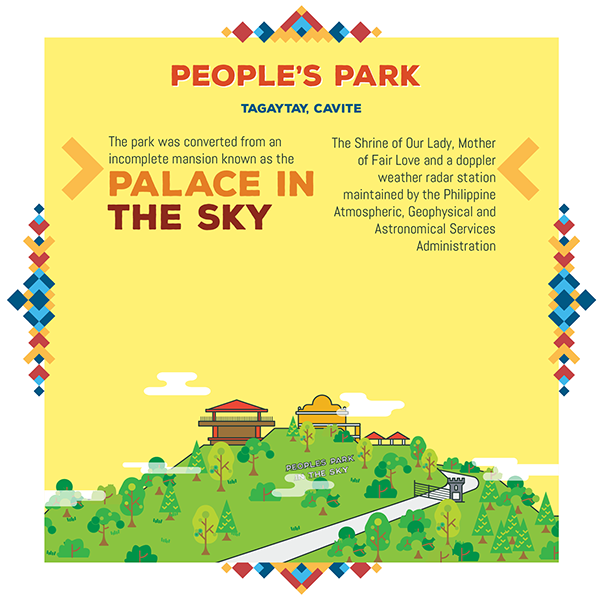 PEOPLE'S PARK
TAGAYTAY, CAVITE
The park was converted from an
incomplete mansion known as the
PALACE IN
THE SKY
The Shrine of Our Lady, Mother
of Fair Love and a doppler
weather radar station
maintained by the Philippine
Atmospheric, Geophysical and
Astronomical Services
Administration
PEOPLES PARK
IN THE SKY